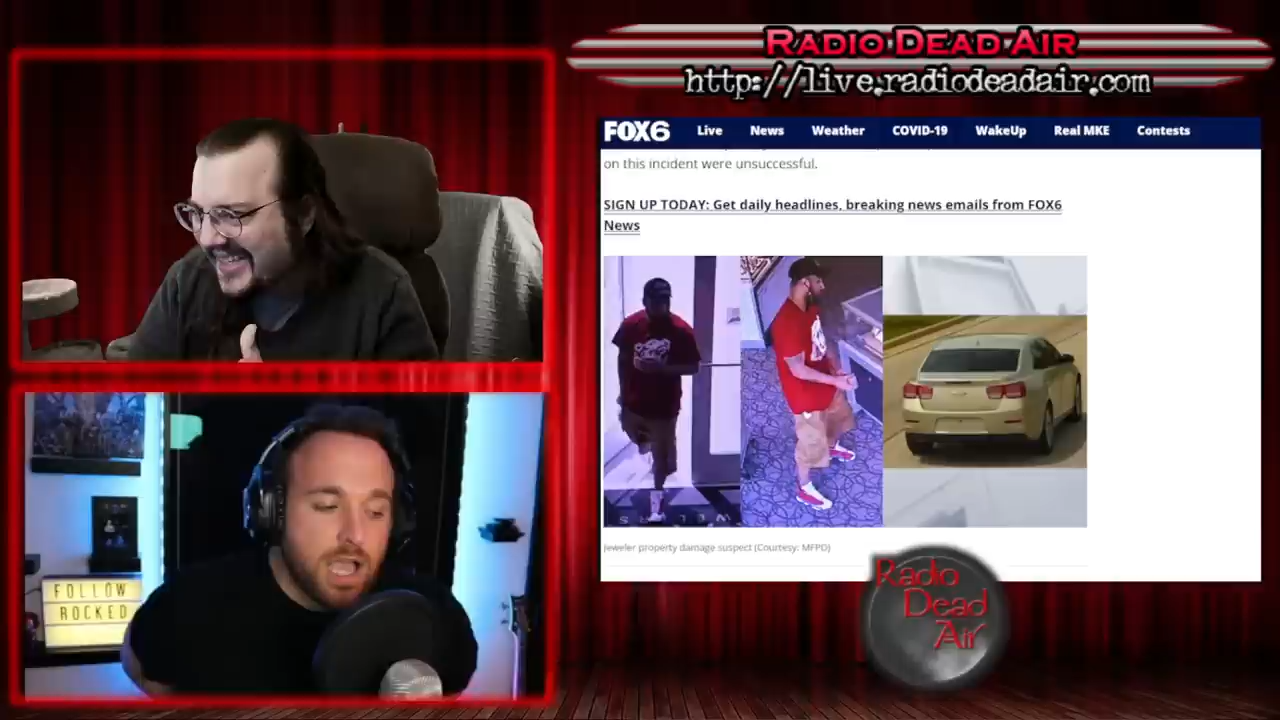 RADIO DEAD AIR
http://live.radiodeadair.com
FOX6 Live News Weather COVID-19 WakeUp Real MKE Contests
on this incident were unsuccessful.
SIGN UP TODAY: Get daily headlines, breaking news emails from FOX6
News
Jeweler property damage suspect (Courtesy: MFPD)
FOLLOW
ROCKED
Radio
Dead
Air